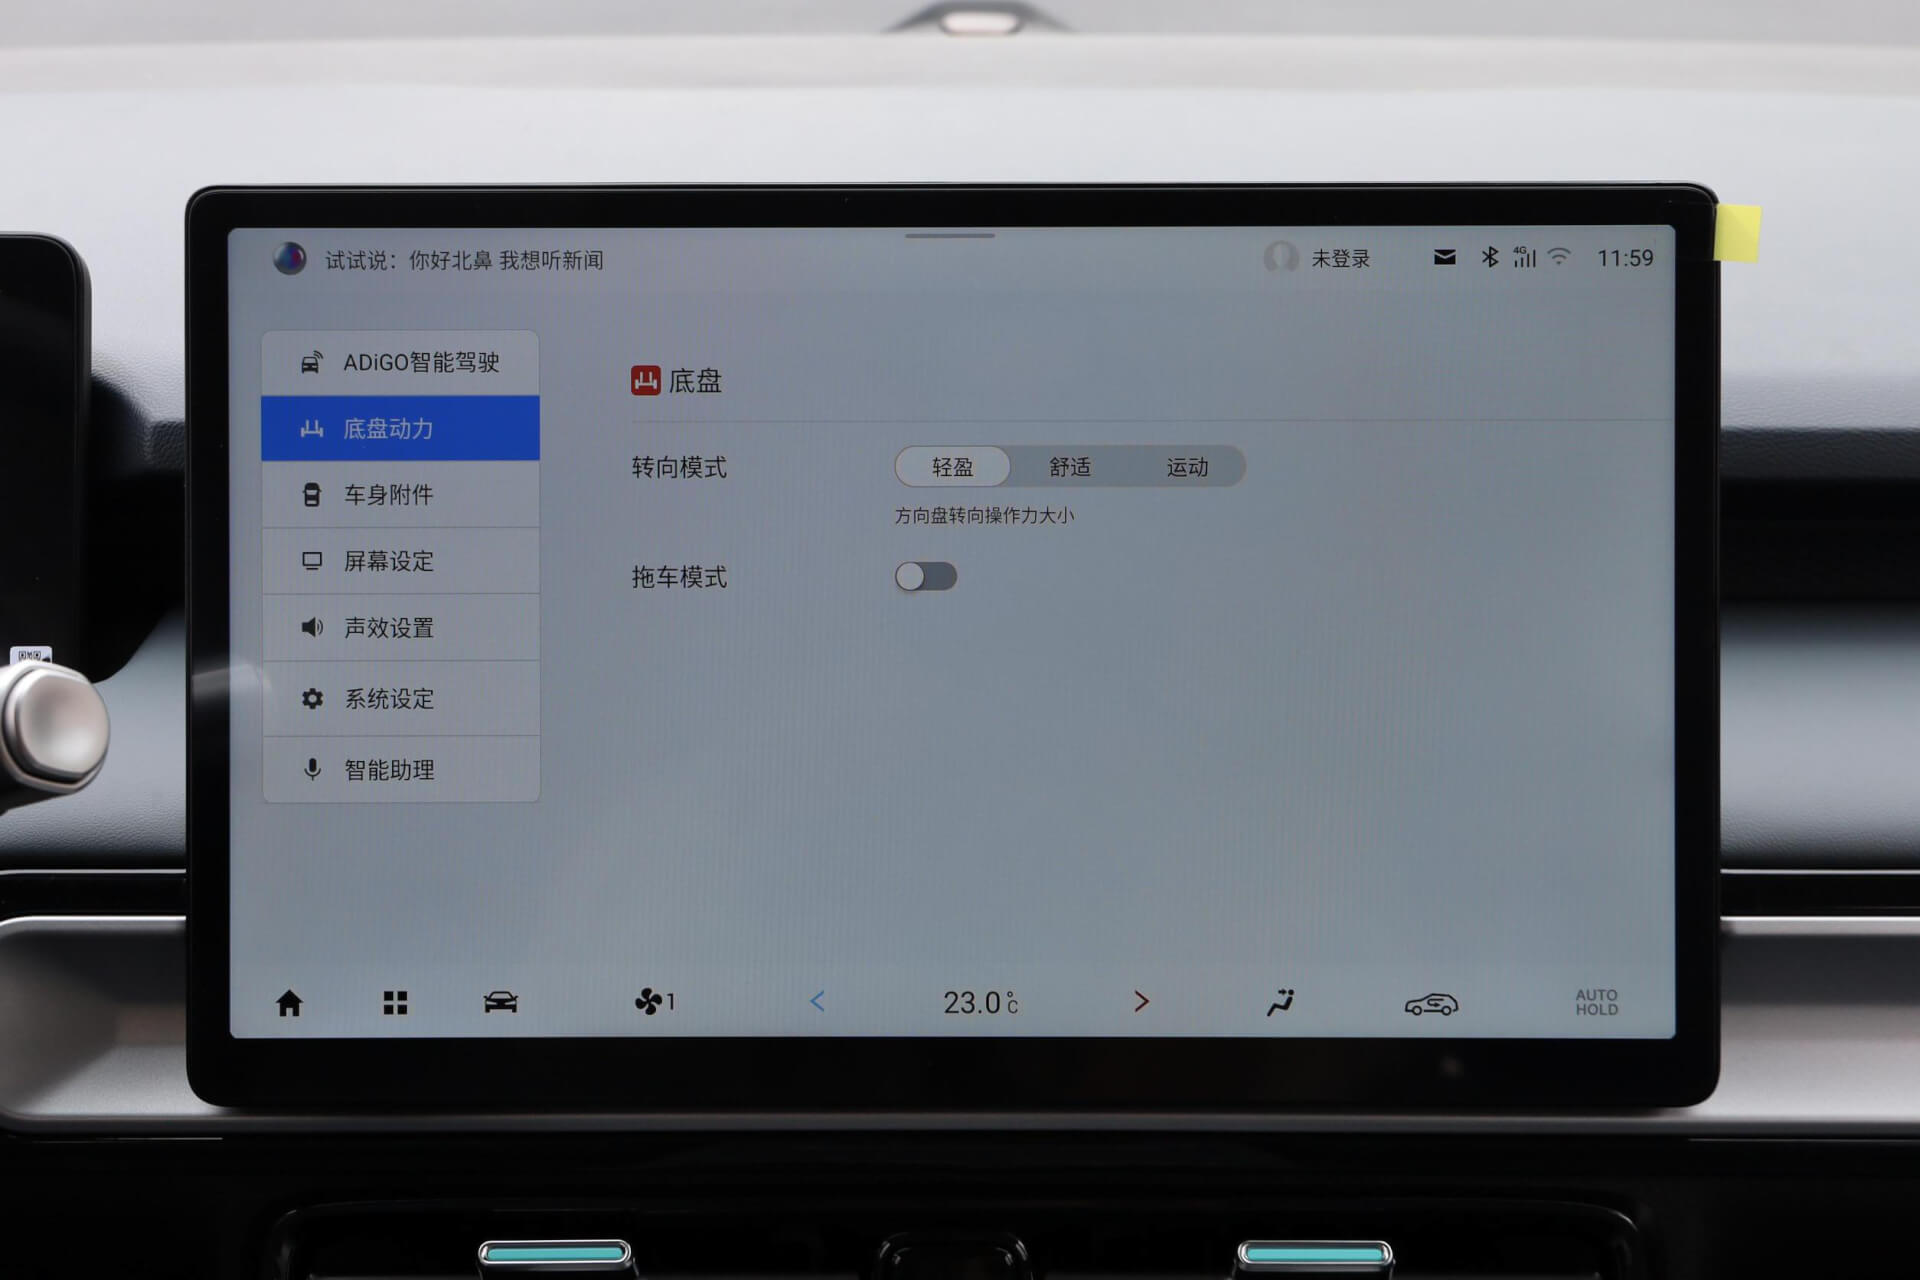 试试说：你好北鼻 我想听新闻
未登录
4G
11:59
ADiGO智能驾驶
底盘动力
车身附件
屏幕设定
声效设置
系统设定
智能助理
底盘
转向模式
轻盈 舒适 运动
方向盘转向操作力大小
拖车模式
1
23.0℃
AUTO
HOLD